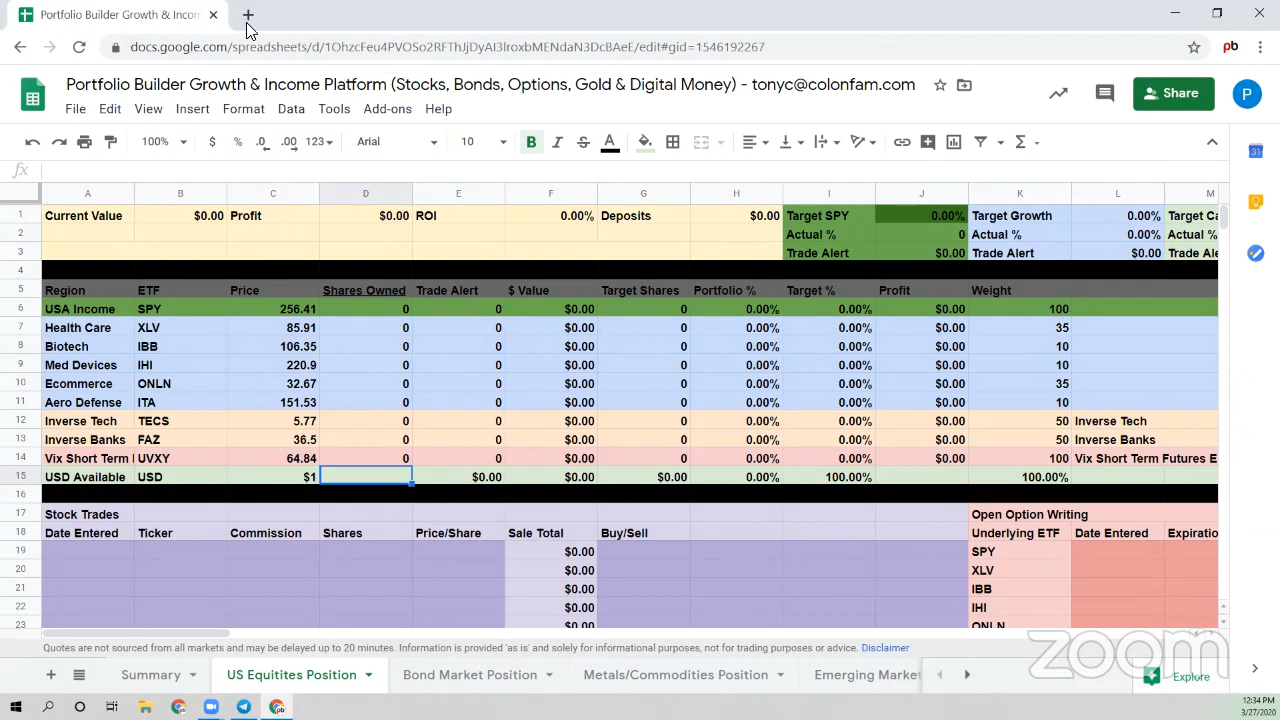 Portfolio Builder Growth & Incom
docs.google.com/spreadsheets/d/1OhzcFeu4PVOSo2RFThJjDyAI3lroxbMENdaN3DcBAeE/edit#gid=1546192267
Portfolio Builder Growth & Income Platform (Stocks, Bonds, Options, Gold & Digital Money) - tonyc@colonfam.com
Share
P
File Edit View Insert Format Data Tools Add-ons Help
100% $ % .0 .00 123 Arial 10 B I S A
fx
A B C D E F G H I J K L M
1 Current Value $0.00 Profit $0.00 ROI 0.00% Deposits $0.00 Target SPY 0.00% Target Growth 0.00% Target Ca
2 Actual % 0 Actual % 0.00% Actual %
3 Trade Alert $0.00 Trade Alert $0.00 Trade Ale
4
5 Region ETF Price Shares Owned Trade Alert $ Value Target Shares Portfolio % Target % Profit Weight
6 USA Income SPY 256.41 0 0 $0.00 0 0.00% 0.00% $0.00 100
7 Health Care XLV 85.91 0 0 $0.00 0 0.00% 0.00% $0.00 35
8 Biotech IBB 106.35 0 0 $0.00 0 0.00% 0.00% $0.00 10
9 Med Devices IHI 220.9 0 0 $0.00 0 0.00% 0.00% $0.00 10
10 Ecommerce ONLN 32.67 0 0 $0.00 0 0.00% 0.00% $0.00 35
11 Aero Defense ITA 151.53 0 0 $0.00 0 0.00% 0.00% $0.00 10
12 Inverse Tech TECS 5.77 0 0 $0.00 0 0.00% 0.00% $0.00 50 Inverse Tech
13 Inverse Banks FAZ 36.5 0 0 $0.00 0 0.00% 0.00% $0.00 50 Inverse Banks
14 Vix Short Term UVXY 64.84 0 0 $0.00 0 0.00% 0.00% $0.00 100 Vix Short Term Futures E
15 USD Available USD $1 $0.00 $0.00 $0.00 0.00% 100.00% 100.00%
16
17 Stock Trades Open Option Writing
18 Date Entered Ticker Commission Shares Price/Share Sale Total Buy/Sell Underlying ETF Date Entered Expiratio
19 $0.00 SPY
20 $0.00 XLV
21 $0.00 IBB
22 $0.00 IHI
23 $0.00 ONLN
Quotes are not sourced from all markets and may be delayed up to 20 minutes. Information is provided 'as is' and solely for informational purposes, not for trading purposes or advice. Disclaimer
zoom
Summary US Equitites Position Bond Market Position Metals/Commodities Position Emerging Market Explore
12:34 PM
3/27/2020